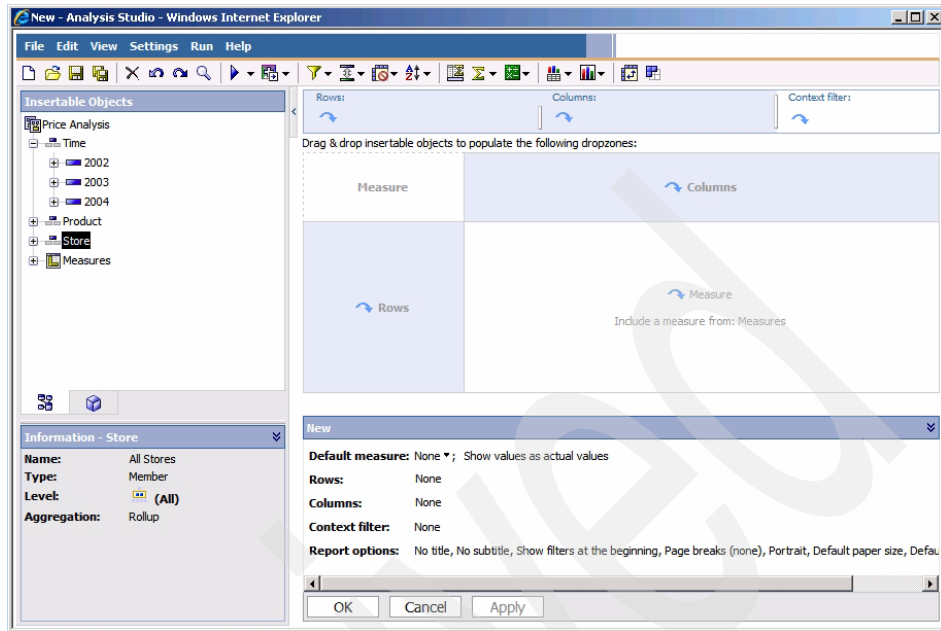 New - Analysis Studio - Windows Internet Explorer
File Edit View Settings Run Help
Insertable Objects
Price Analysis
Time
2002
2003
2004
Product
Store
Measures
Rows:
Columns:
Context filter:
Drag & drop insertable objects to populate the following dropzones:
Measure
Columns
Rows
Measure
Include a measure from: Measures
Information - Store
Name: All Stores
Type: Member
Level: (All)
Aggregation: Rollup
New
Default measure: None ; Show values as actual values
Rows: None
Columns: None
Context filter: None
Report options: No title, No subtitle, Show filters at the beginning, Page breaks (none), Portrait, Default paper size, Defau
OK Cancel Apply